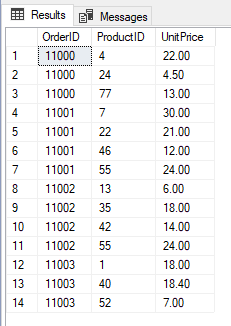 Results Messages
OrderID ProductID UnitPrice
1 11000 4 22.00
2 11000 24 4.50
3 11000 77 13.00
4 11001 7 30.00
5 11001 22 21.00
6 11001 46 12.00
7 11001 55 24.00
8 11002 13 6.00
9 11002 35 18.00
10 11002 42 14.00
11 11002 55 24.00
12 11003 1 18.00
13 11003 40 18.40
14 11003 52 7.00